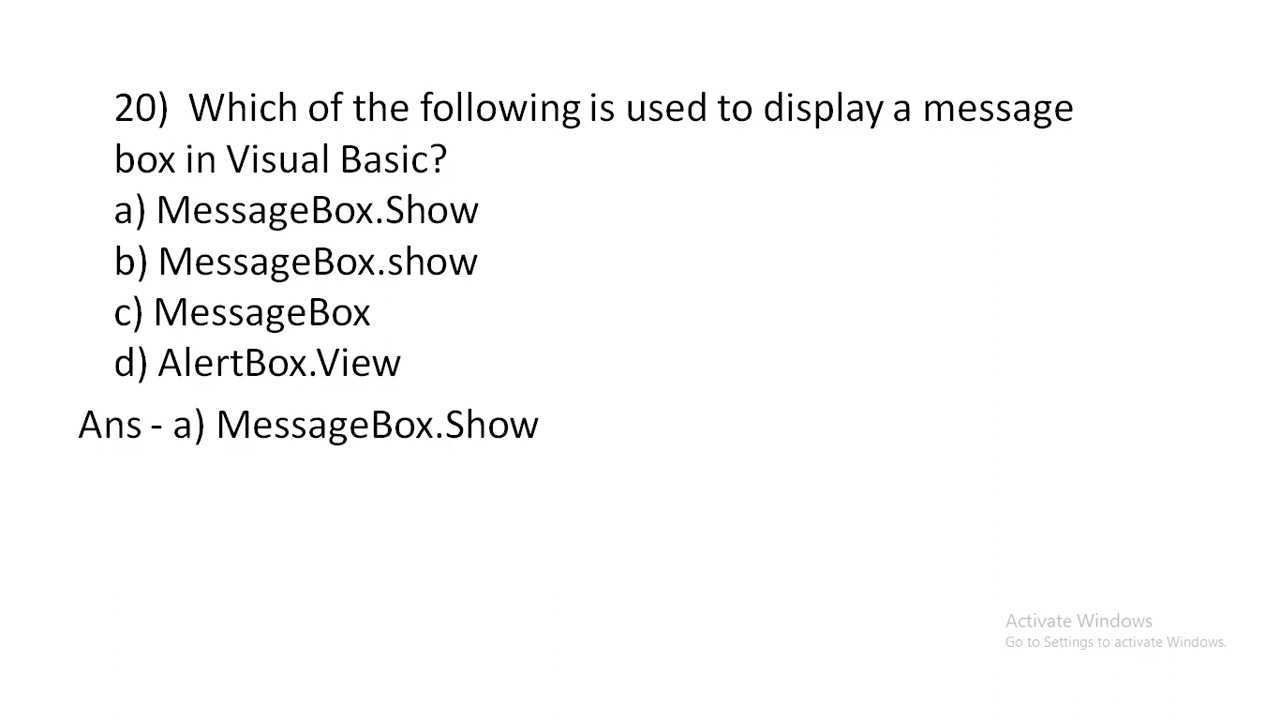 20)  Which of the following is used to display a message
box in Visual Basic?
a) MessageBox.Show
b) MessageBox.show
c) MessageBox
d) AlertBox.View
Ans - a) MessageBox.Show
Activate Windows
Go to Settings to activate Windows.